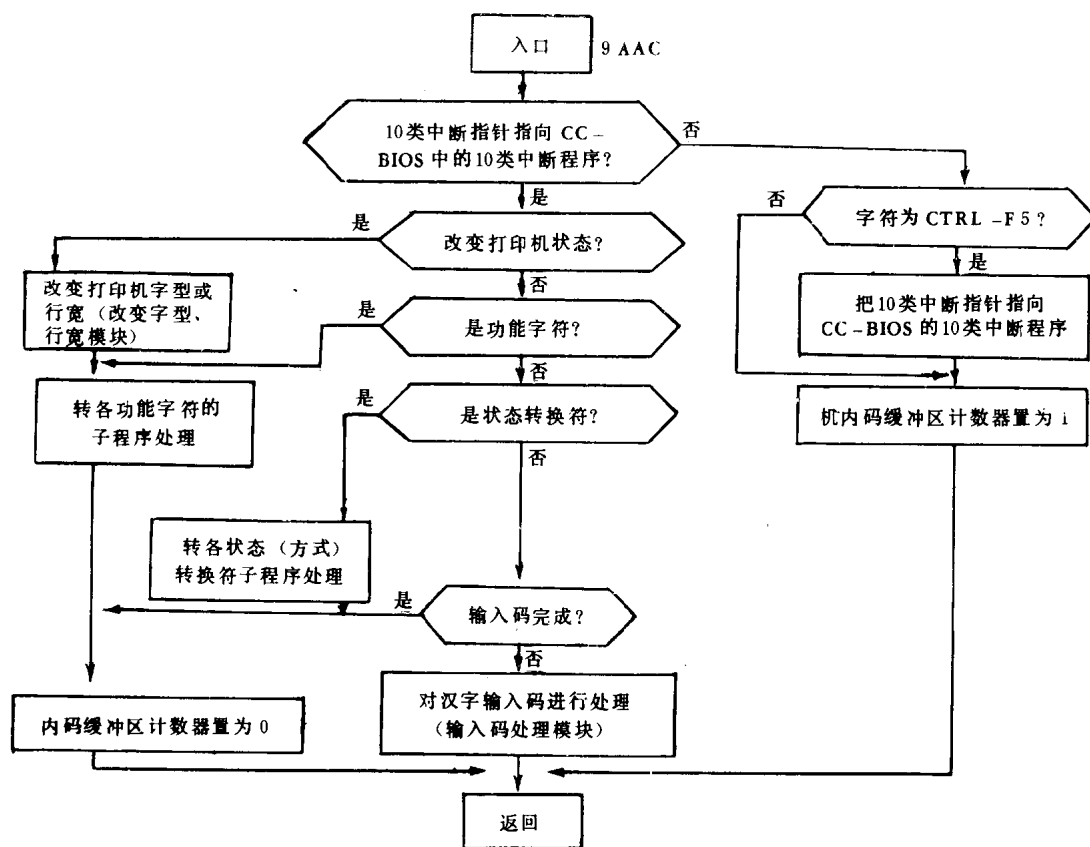 入口
9 AAC
10类中断指针指向 CC-
BIOS 中的10类中断程序?
否
是
否
字符为 CTRL -F 5?
是
改变打印机状态?
是
改变打印机字型或
行宽(改变字型、
行宽模块)
否
是
是功能字符?
把10类中断指针指向
CC-BIOS 的10类中断程序
否
转各功能字符的
子程序处理
是
是状态转换符?
机内码缓冲区计数器置为 1
否
转各状态(方式)
转换符子程序处理
是
输入码完成?
否
内码缓冲区计数器置为 0
对汉字输入码进行处理
(输入码处理模块)
返回